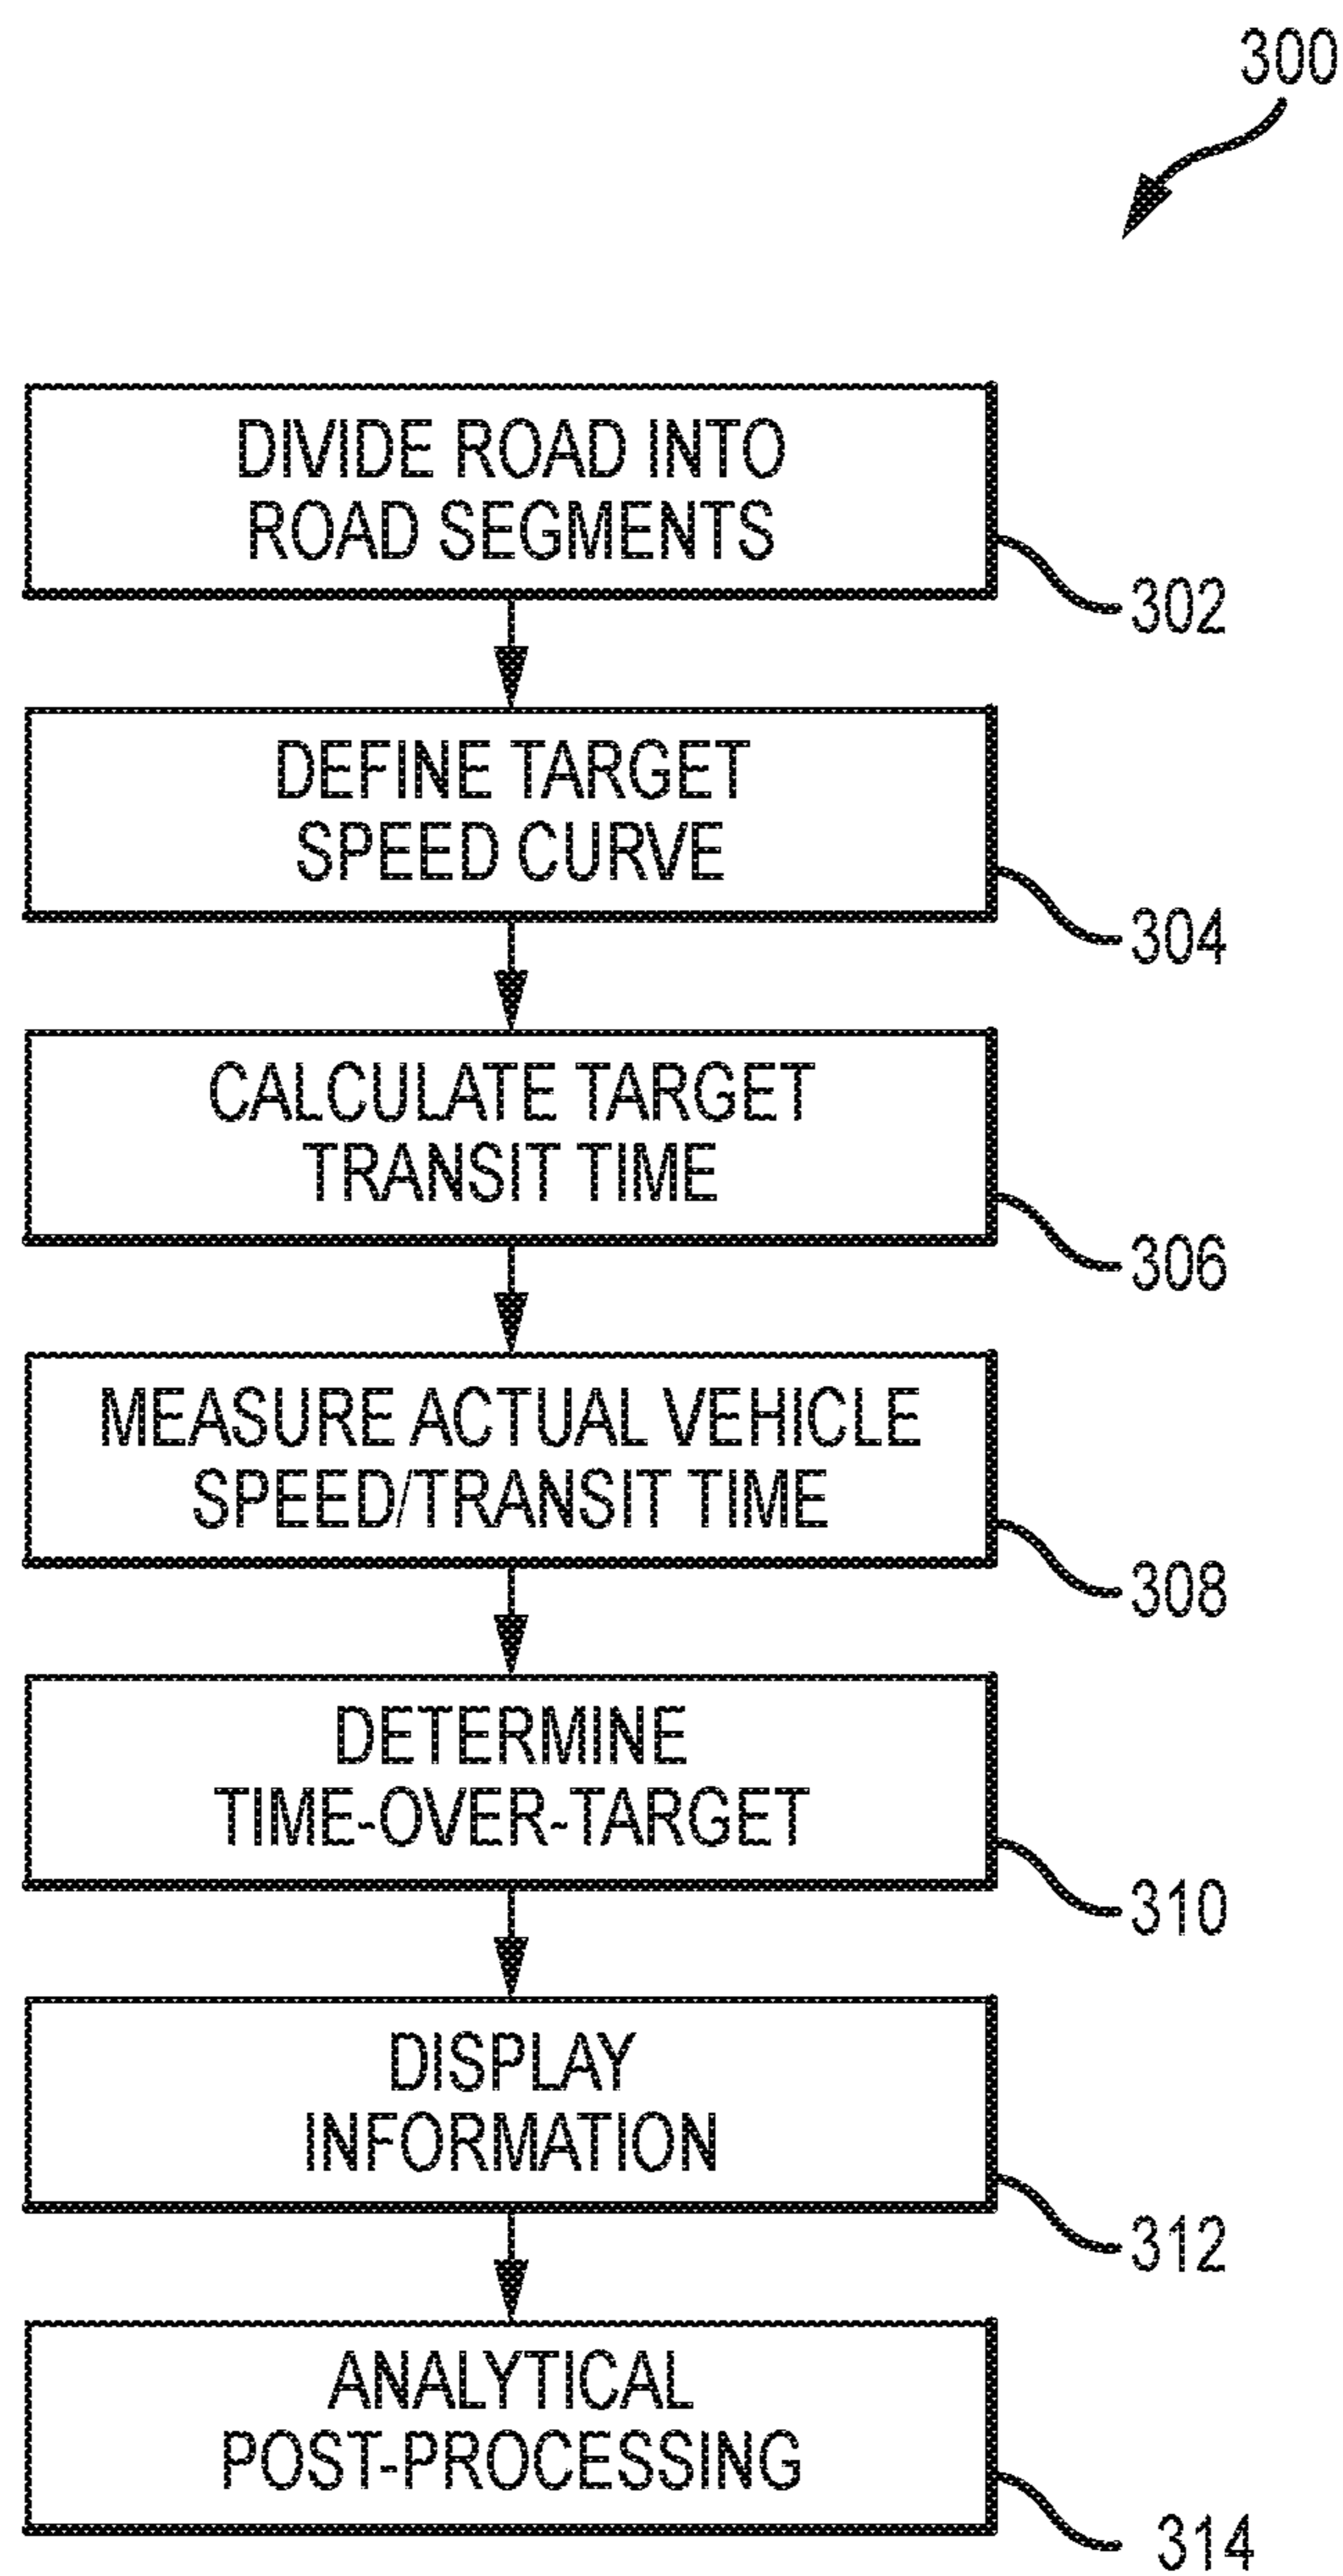 300
DIVIDE ROAD INTO
ROAD SEGMENTS
302
DEFINE TARGET
SPEED CURVE
304
CALCULATE TARGET
TRANSIT TIME
306
MEASURE ACTUAL VEHICLE
SPEED/TRANSIT TIME
308
DETERMINE
TIME-OVER-TARGET
310
DISPLAY
INFORMATION
312
ANALYTICAL
POST-PROCESSING
314